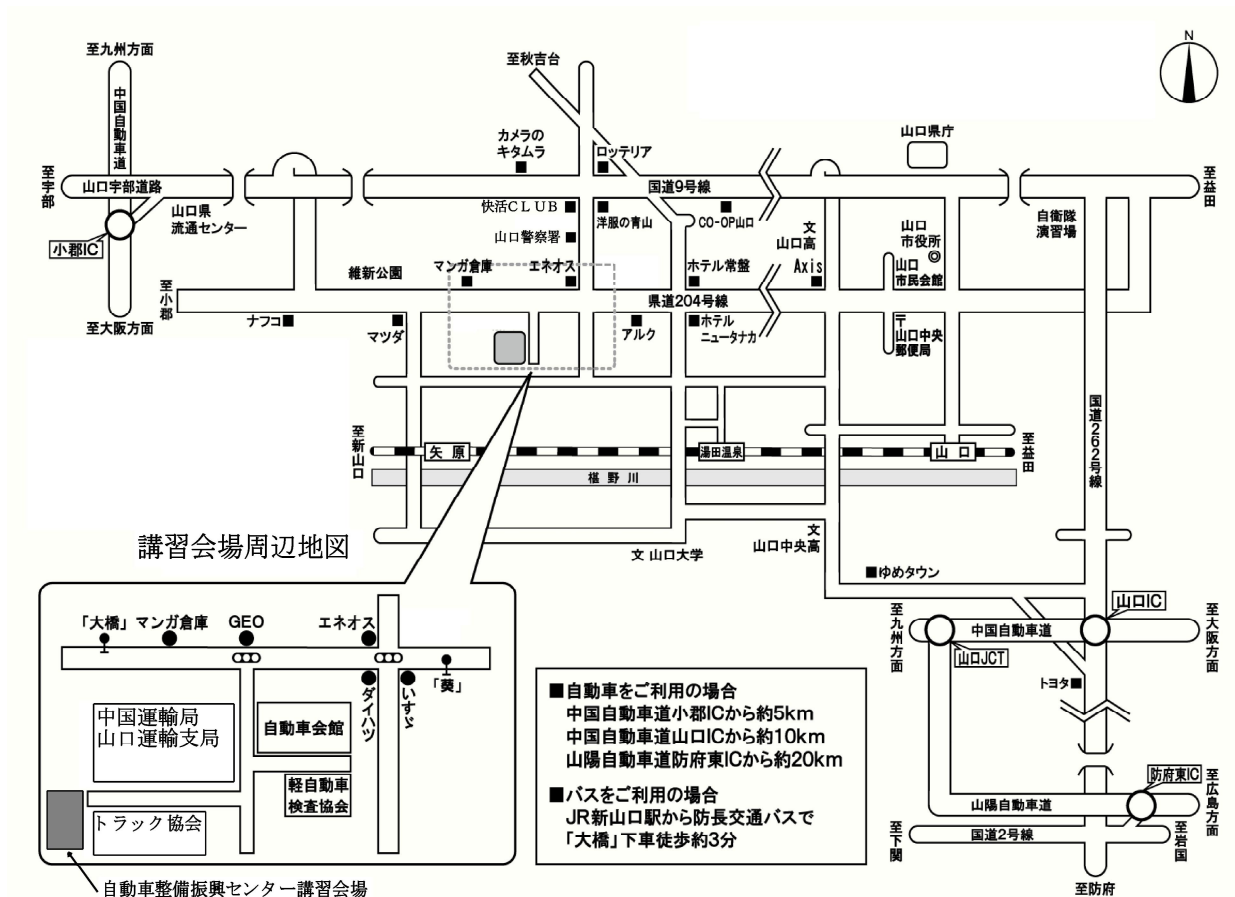 至九州方面
中国自動車道
至宇部
山口宇部道路
山口県
流通センター
小郡IC
至大阪方面
至小郡
至秋吉台
カメラの
キタムラ
ロッテリア
国道9号線
快活CLUB
洋服の青山
CO-OP山口
山口警察署
維新公園
マンガ倉庫
エネオス
ホテル常盤
文
山口高
Axis
県道204号線
ナフコ
マツダ
アルク
ホテル
ニュータナカ
N
山口県庁
至益田
山口
市役所
自衛隊
演習場
山口
市民会館
〒
山口中央
郵便局
国道262号線
至新山口
矢原
湯田温泉
山口
至益田
椹野川
文 山口大学
文
山口中央高
ゆめタウン
山口IC
至九州方面
中国自動車道
至大阪方面
山口JCT
トヨタ
防府東IC
山陽自動車道
至広島方面
至下関
国道2号線
至岩国
至防府
講習会場周辺地図
「大橋」
マンガ倉庫
GEO
エネオス
「葵」
ダイハツ
いすゞ
中国運輸局
山口運輸支局
自動車会館
軽自動車
検査協会
トラック協会
自動車整備振興センター講習会場
■自動車をご利用の場合
中国自動車道小郡ICから約5km
中国自動車道山口ICから約10km
山陽自動車道防府東ICから約20km
■バスをご利用の場合
JR新山口駅から防長交通バスで
「大橋」下車徒歩約3分